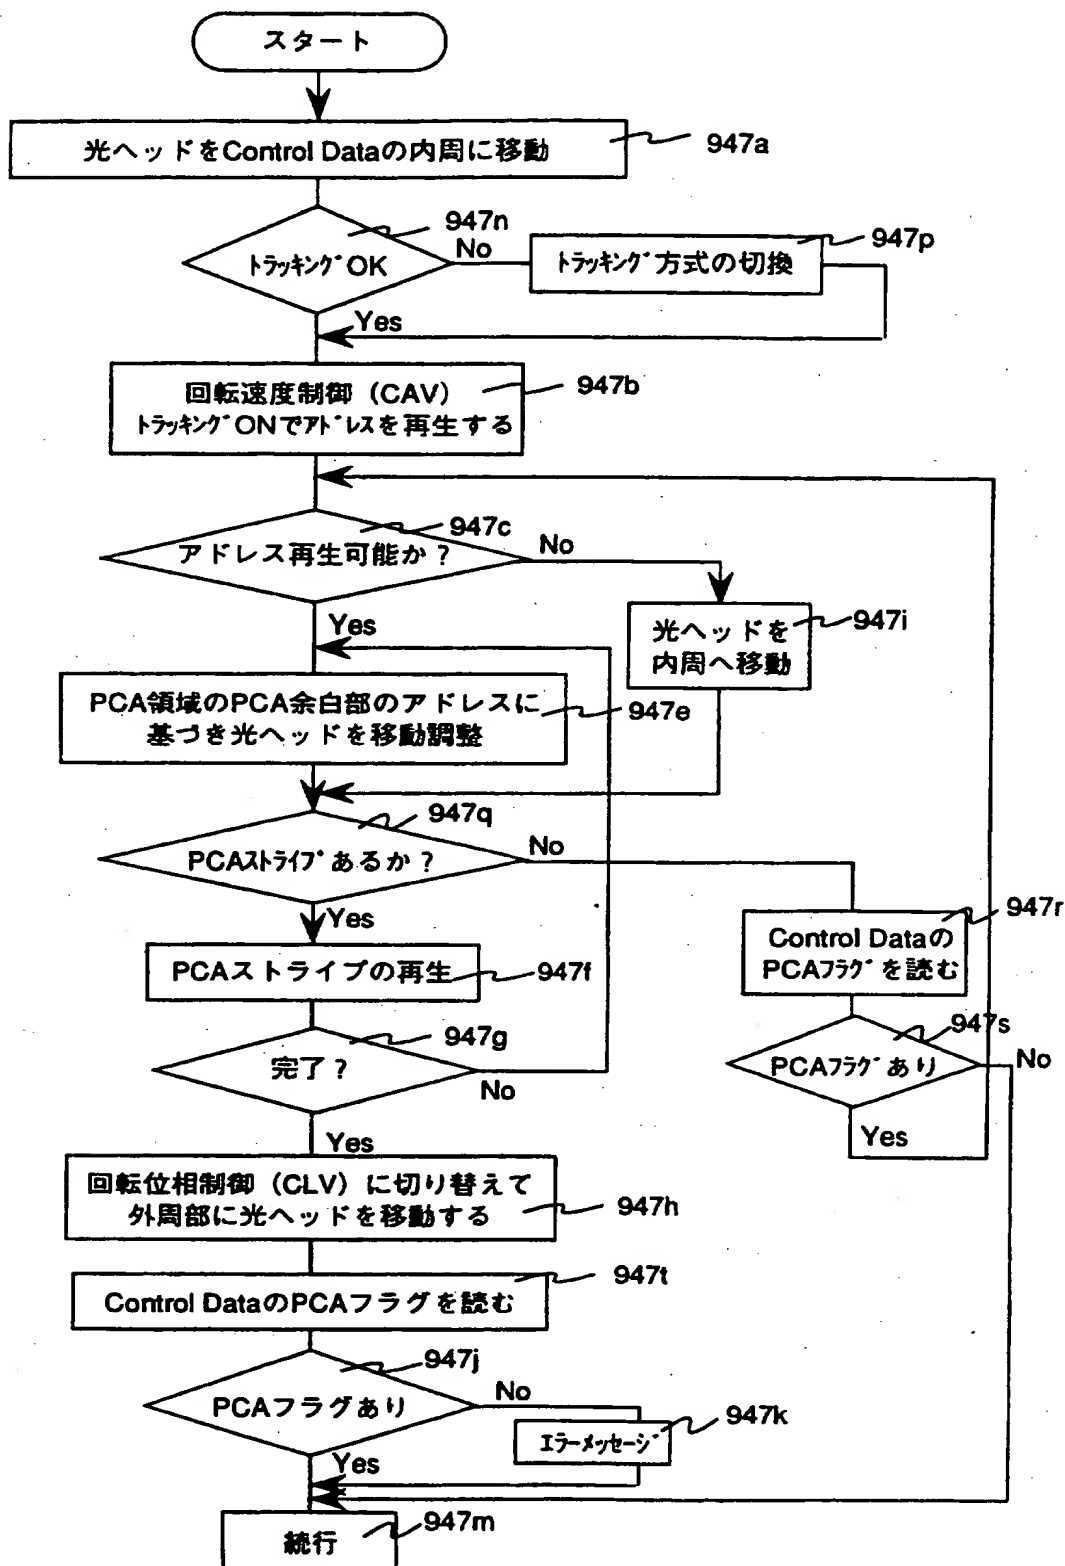 スタート
光ヘッドをControl Dataの内周に移動
947a
947n
トラッキングOK
No
947p
トラッキング方式の切換
Yes
回転速度制御（CAV）
トラッキングONでアドレスを再生する
947b
947c
アドレス再生可能か？
No
Yes
947i
光ヘッドを
内周へ移動
PCA領域のPCA余白部のアドレスに
基づき光ヘッドを移動調整
947e
947q
PCAストライプあるか？
No
Yes
947r
Control Dataの
PCAフラグを読む
PCAストライプの再生
947f
947g
完了？
No
Yes
947s
PCAフラグあり
No
Yes
回転位相制御（CLV）に切り替えて
外周部に光ヘッドを移動する
947h
947t
Control DataのPCAフラグを読む
947j
PCAフラグあり
No
947k
エラーメッセージ
Yes
続行
947m